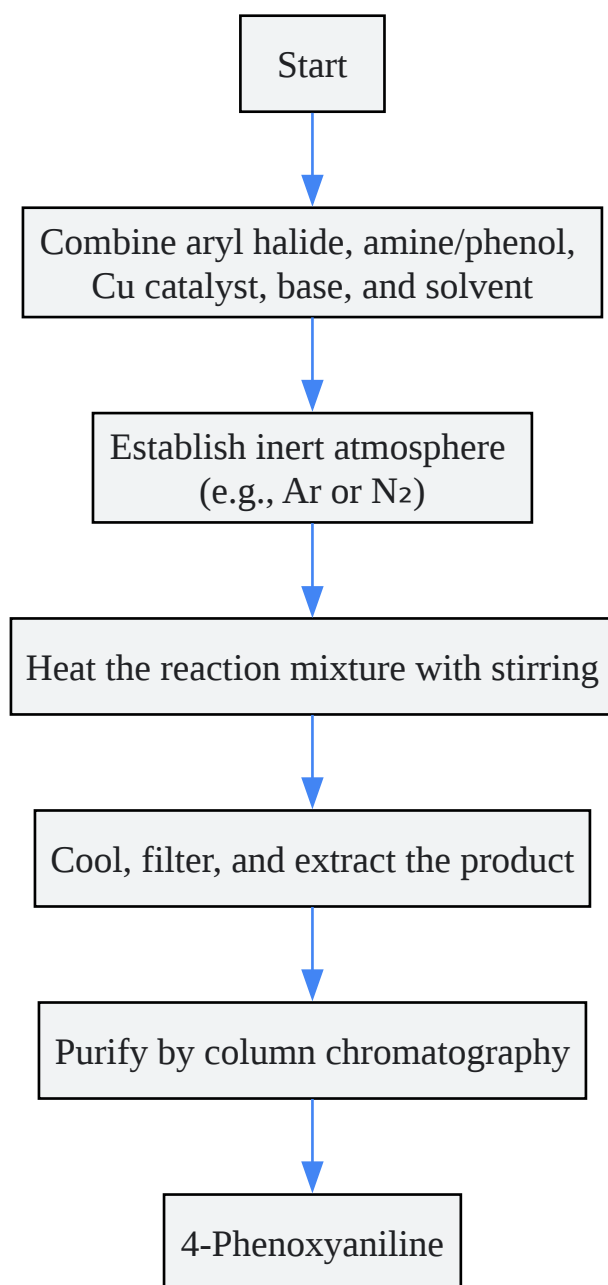 Start
Combine aryl halide, amine/phenol,
Cu catalyst, base, and solvent
Establish inert atmosphere
(e.g., Ar or N₂)
Heat the reaction mixture with stirring
Cool, filter, and extract the product
Purify by column chromatography
4-Phenoxyaniline